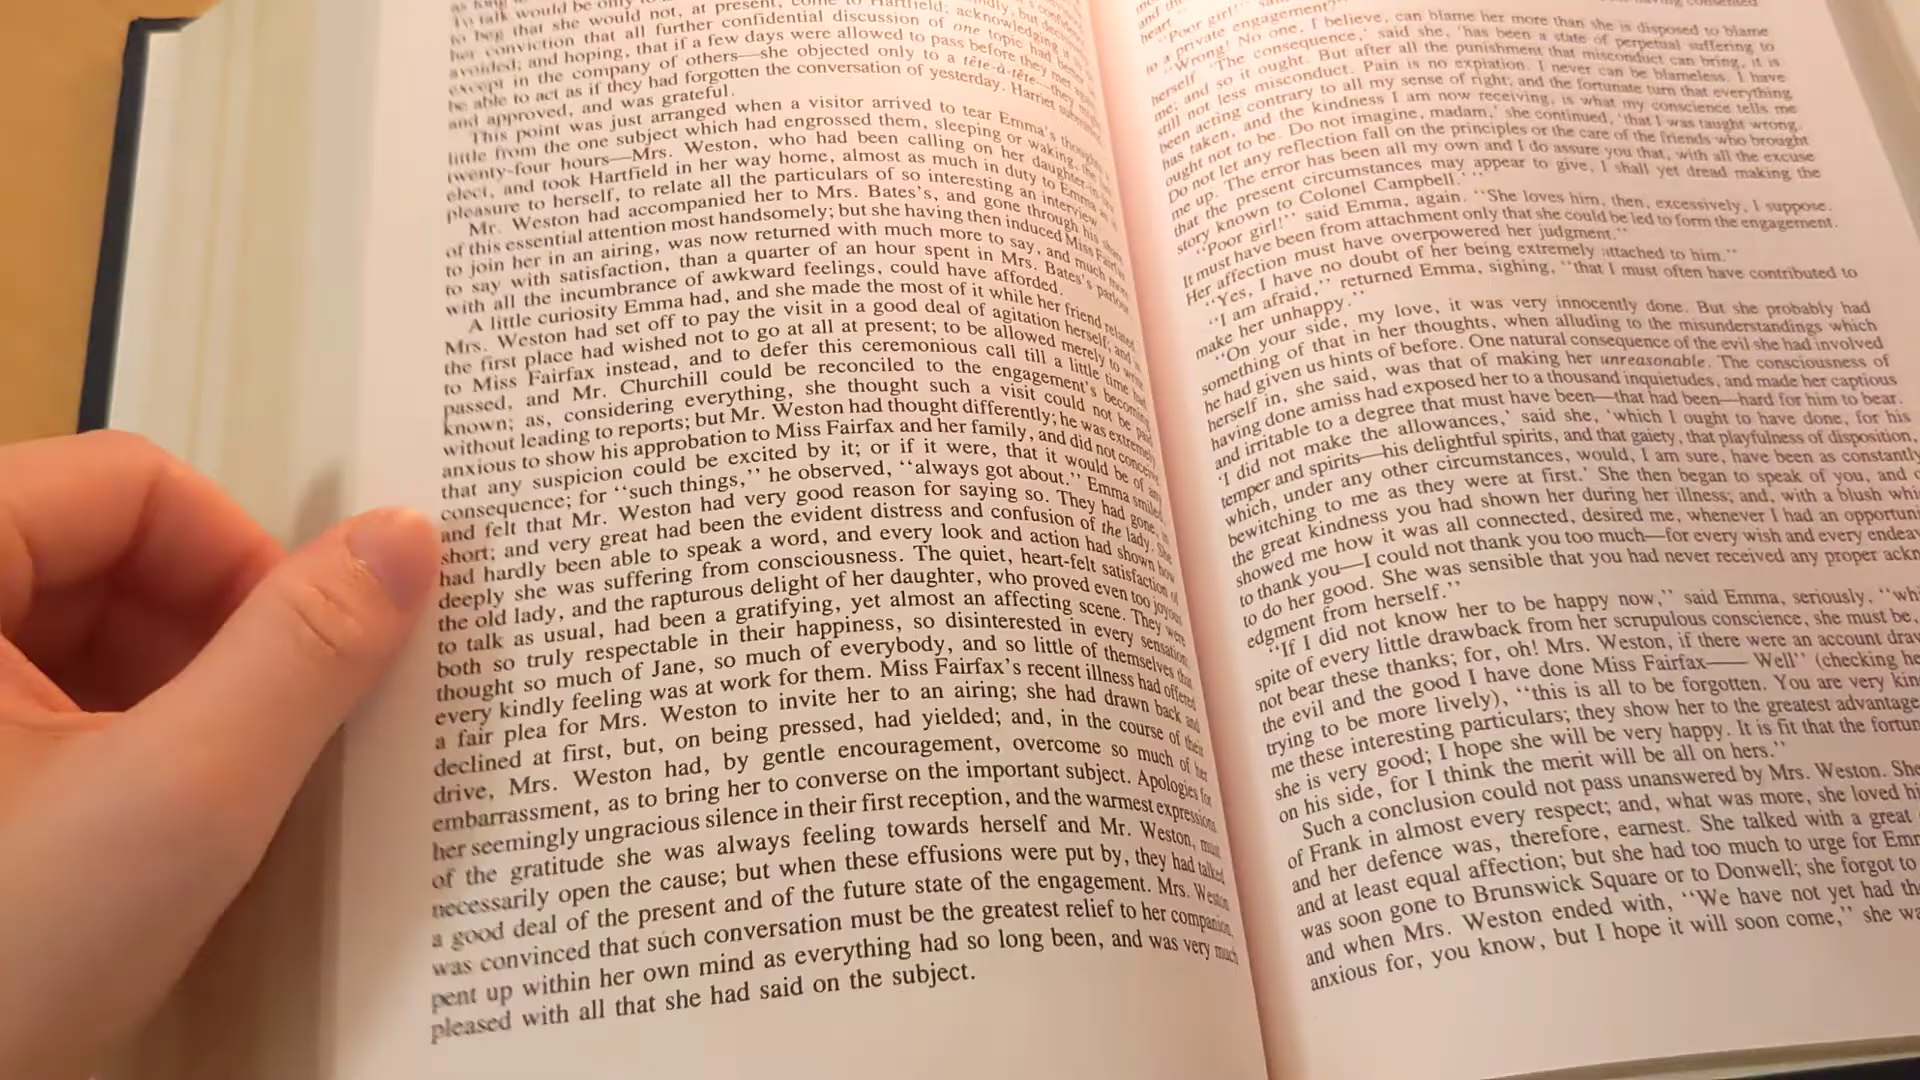 To talk would be only to
to beg that she would not, at present, come to Hartfield; acknowledging it to be
her conviction that all further confidential discussion of one topic had better be
avoided; and hoping, that if a few days were allowed to pass before they met again,
except in the company of others—she objected only to a tête-à-tête—they might
be able to act as if they had forgotten the conversation of yesterday. Harriet submitted
and approved, and was grateful.
This point was just arranged when a visitor arrived to tear Emma's thoughts
little from the one subject which had engrossed them, sleeping or waking, the
twenty-four hours—Mrs. Weston, who had been calling on her daughter-in-law
elect, and took Hartfield in her way home, almost as much in duty to Emma as in
pleasure to herself, to relate all the particulars of so interesting an interview.
Mr. Weston had accompanied her to Mrs. Bates's, and gone through his share
of this essential attention most handsomely; but she having then induced Miss Fairfax
to join her in an airing, was now returned with much more to say, and much more
to say with satisfaction, than a quarter of an hour spent in Mrs. Bates' parlour
with all the incumbrance of awkward feelings, could have afforded.
A little curiosity Emma had, and she made the most of it while her friend related
Mrs. Weston had set off to pay the visit in a good deal of agitation herself; and in
the first place had wished not to go at all at present; to be allowed merely to write
to Miss Fairfax instead, and to defer this ceremonious call till a little time had
passed, and Mr. Churchill could be reconciled to the engagement's becoming
known; as, considering everything, she thought such a visit could not be paid
without leading to reports; but Mr. Weston had thought differently; he was extremely
anxious to show his approbation to Miss Fairfax and her family, and did not conceive
that any suspicion could be excited by it; or if it were, that it would be of any
consequence; for “such things,” he observed, “always got about.” Emma smiled,
and felt that Mr. Weston had very good reason for saying so. They had gone, in
short; and very great had been the evident distress and confusion of the lady. She
had hardly been able to speak a word, and every look and action had shown how
deeply she was suffering from consciousness. The quiet, heart-felt satisfaction of
the old lady, and the rapturous delight of her daughter, who proved even too joyous
to talk as usual, had been a gratifying, yet almost an affecting scene. They were
both so truly respectable in their happiness, so disinterested in every sensation;
thought so much of Jane, so much of everybody, and so little of themselves that
every kindly feeling was at work for them. Miss Fairfax's recent illness had offered
a fair plea for Mrs. Weston to invite her to an airing; she had drawn back and
declined at first, but, on being pressed, had yielded; and, in the course of their
drive, Mrs. Weston had, by gentle encouragement, overcome so much of her
embarrassment, as to bring her to converse on the important subject. Apologies for
her seemingly ungracious silence in their first reception, and the warmest expressions
of the gratitude she was always feeling towards herself and Mr. Weston, must
necessarily open the cause; but when these effusions were put by, they had talked
a good deal of the present and of the future state of the engagement. Mrs. Weston
was convinced that such conversation must be the greatest relief to her companion,
pent up within her own mind as everything had so long been, and was very much
pleased with all that she had said on the subject.
having consented
to a private engagement?”
“Wrong! No one, I believe, can blame her more than she is disposed to blame
herself. ‘The consequence,’ said she, ‘has been a state of perpetual suffering to
me; and so it ought. But after all the punishment that misconduct can bring, it is
still not less misconduct. Pain is no expiation. I never can be blameless. I have
been acting contrary to all my sense of right; and the fortunate turn that everything
has taken, and the kindness I am now receiving, is what my conscience tells me
ought not to be. Do not imagine, madam,’ she continued, ‘that I was taught wrong.
Do not let any reflection fall on the principles or the care of the friends who brought
me up. The error has been all my own and I do assure you that, with all the excuse
that the present circumstances may appear to give, I shall yet dread making the
story known to Colonel Campbell.’ ”
“Poor girl!” said Emma, again. “She loves him, then, excessively, I suppose.
It must have been from attachment only that she could be led to form the engagement.
Her affection must have overpowered her judgment.”
“Yes, I have no doubt of her being extremely attached to him.”
“I am afraid,” returned Emma, sighing, “that I must often have contributed to
make her unhappy.”
“On your side, my love, it was very innocently done. But she probably had
something of that in her thoughts, when alluding to the misunderstandings which
he had given us hints of before. One natural consequence of the evil she had involved
herself in, she said, was that of making her unreasonable. The consciousness of
having done amiss had exposed her to a thousand inquietudes, and made her captious
and irritable to a degree that must have been—that had been—hard for him to bear.
‘I did not make the allowances,’ said she, ‘which I ought to have done, for his
temper and spirits—his delightful spirits, and that gaiety, that playfulness of disposition,
which, under any other circumstances, would, I am sure, have been as constantly
bewitching to me as they were at first.’ She then began to speak of you, and
the great kindness you had shown her during her illness; and, with a blush whi
showed me how it was all connected, desired me, whenever I had an opportuni
to thank you—I could not thank you too much—for every wish and every endeav
to do her good. She was sensible that you had never received any proper ackn
edgment from herself.”
“If I did not know her to be happy now,” said Emma, seriously, “whi
spite of every little drawback from her scrupulous conscience, she must be,
not bear these thanks; for, oh! Mrs. Weston, if there were an account draw
the evil and the good I have done Miss Fairfax—— Well” (checking he
trying to be more lively), “this is all to be forgotten. You are very kin
me these interesting particulars; they show her to the greatest advantage
she is very good; I hope she will be very happy. It is fit that the fortun
on his side, for I think the merit will be all on hers.”
Such a conclusion could not pass unanswered by Mrs. Weston. She
of Frank in almost every respect; and, what was more, she loved hi
and her defence was, therefore, earnest. She talked with a great
and at least equal affection; but she had too much to urge for Emm
was soon gone to Brunswick Square or to Donwell; she forgot to
and when Mrs. Weston ended with, “We have not yet had the
anxious for, you know, but I hope it will soon come,” she wa